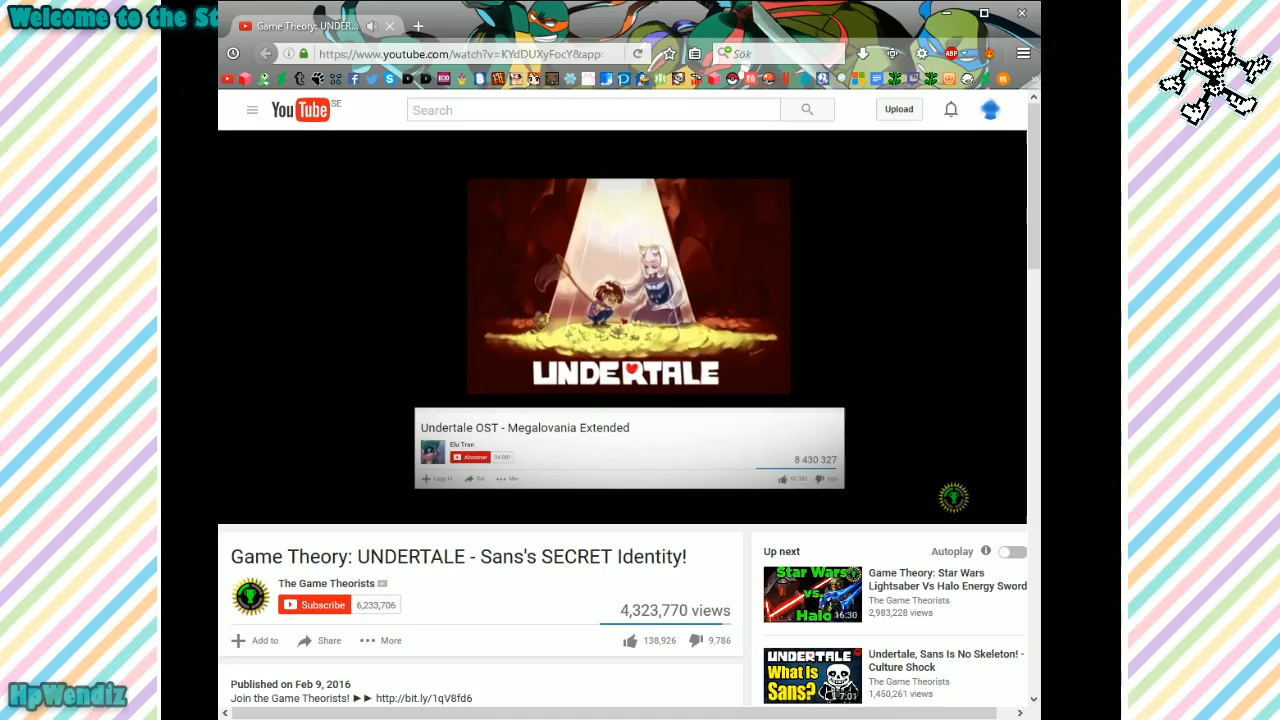 Welcome to the St
Game Theory: UNDER...
https://www.youtube.com/watch?v=KYdDUXyFocY&app:
Sök
ABP
YouTube SE
Search
Upload
UNDERTALE
Undertale OST - Megalovania Extended
Elu Tran
Abonner
8 430 327
Game Theory: UNDERTALE - Sans's SECRET Identity!
The Game Theorists
Subscribe 6,233,706
4,323,770 views
Add to Share More
138,926 9,786
Published on Feb 9, 2016
Join the Game Theorists! ►► http://bit.ly/1qV8fd6
Up next Autoplay
Star Wars
vs.
Halo
16:30
Game Theory: Star Wars
Lightsaber Vs Halo Energy Sword
The Game Theorists
2,983,228 views
UNDERTALE
What is
Sans?
17:01
Undertale, Sans Is No Skeleton! -
Culture Shock
The Game Theorists
1,450,261 views
HpWendiz